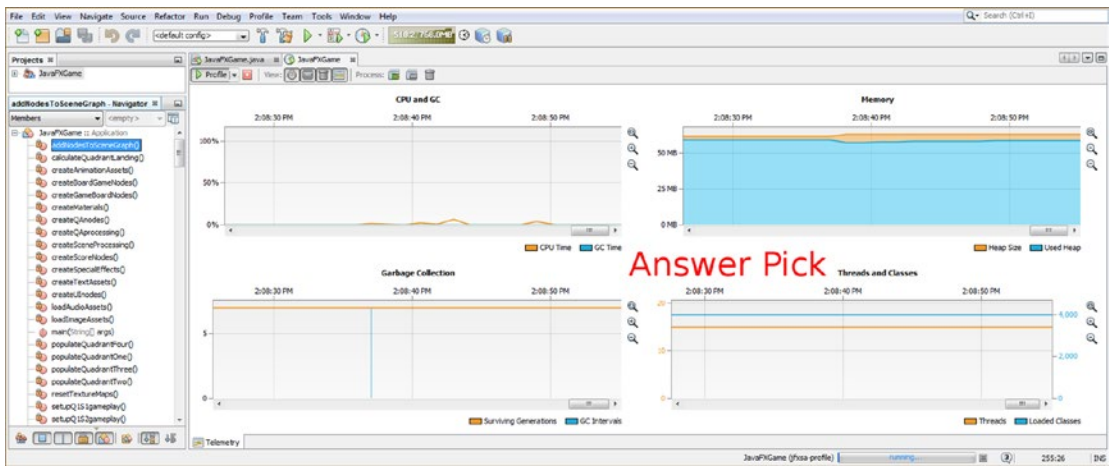 File Edit View Navigate Source Refactor Run Debug Profile Team Tools Window Help
Search (Ctrl+I)
<default config>
51.8/768.0MB
Projects
JavaFXGame
JavaFXGame.java JavaFXGame
Profile View: Process:
addNodesToSceneGraph - Navigator
Members <empty>
JavaFXGame :: Application
addNodesToSceneGraph()
calculateQuadrantLanding()
createAnimationAssets()
createBoardGameNodes()
createGameBoardNodes()
createMaterials()
createQAnodes()
createQAprocessing()
createSceneProcessing()
createScoreNodes()
createSpecialEffects()
createTextAssets()
createUInodes()
loadAudioAssets()
loadImageAssets()
main(String[] args)
populateQuadrantFour()
populateQuadrantOne()
populateQuadrantThree()
populateQuadrantTwo()
resetTextureMaps()
setupQ1S1gameplay()
setupQ1S2gameplay()
CPU and GC
2:08:30 PM 2:08:40 PM 2:08:50 PM
100%
50%
0%
CPU Time GC Time
Memory
2:08:30 PM 2:08:40 PM 2:08:50 PM
50 MB
25 MB
0 MB
Heap Size Used Heap
Answer Pick
Garbage Collection
2:08:30 PM 2:08:40 PM 2:08:50 PM
5
0
Surviving Generations GC Intervals
Threads and Classes
2:08:30 PM 2:08:40 PM 2:08:50 PM
20
10
0
4,000
2,000
0
Threads Loaded Classes
Telemetry
JavaFXGame (jfxsa-profile) running...
255:26 INS